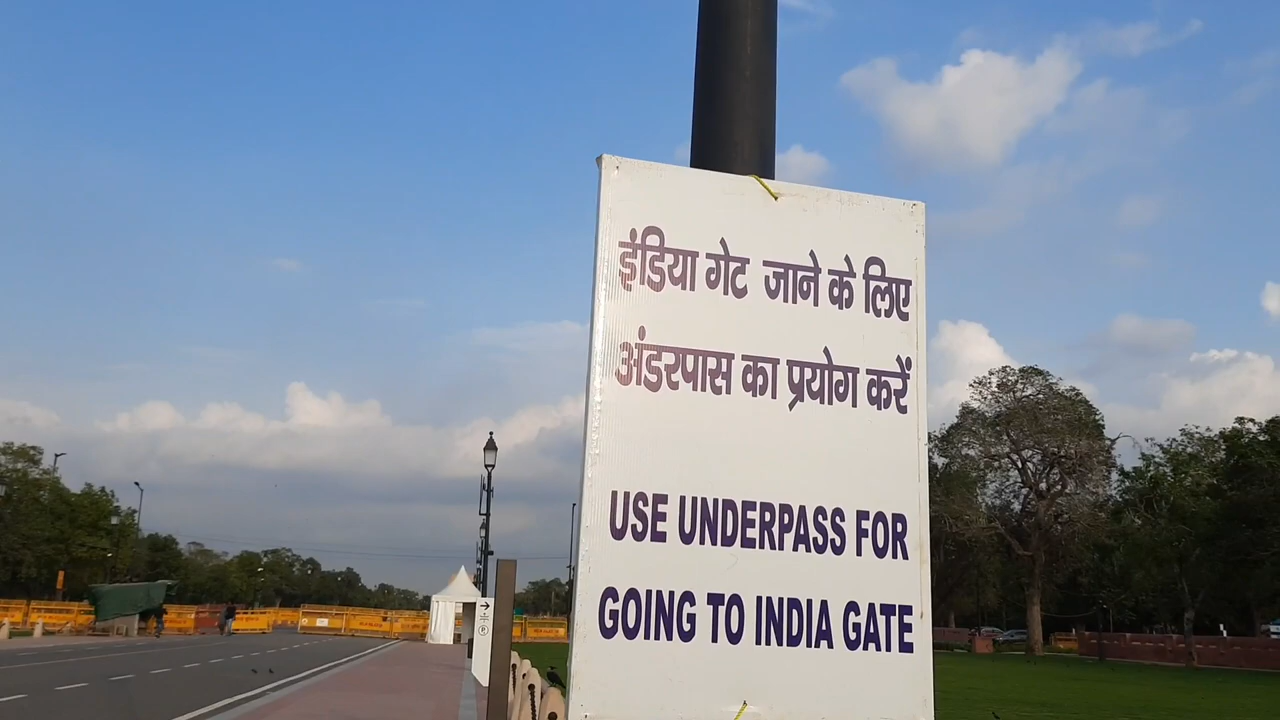 इंडिया गेट जाने के लिए
अंडरपास का प्रयोग करें
USE UNDERPASS FOR
GOING TO INDIA GATE